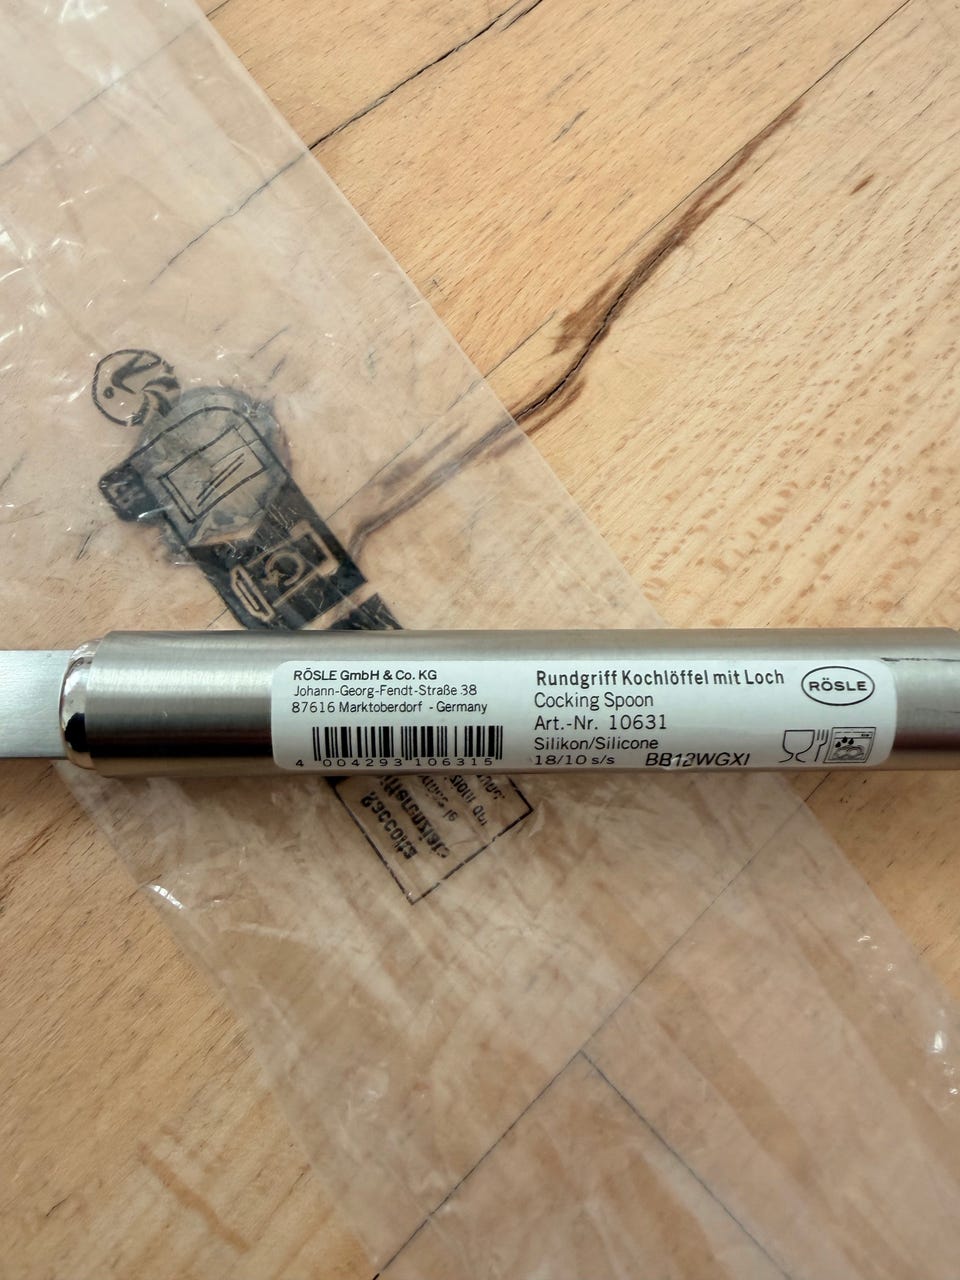 RÖSLE GmbH & Co. KG
Johann-Georg-Fendt-Straße 38
87616 Marktoberdorf - Germany
4 004293 106315
Rundgriff Kochlöffel mit Loch
Cocking Spoon
Art.-Nr. 10631
Silikon/Silicone
18/10 s/s BB12WGXI
RÖSLE
Raccolta